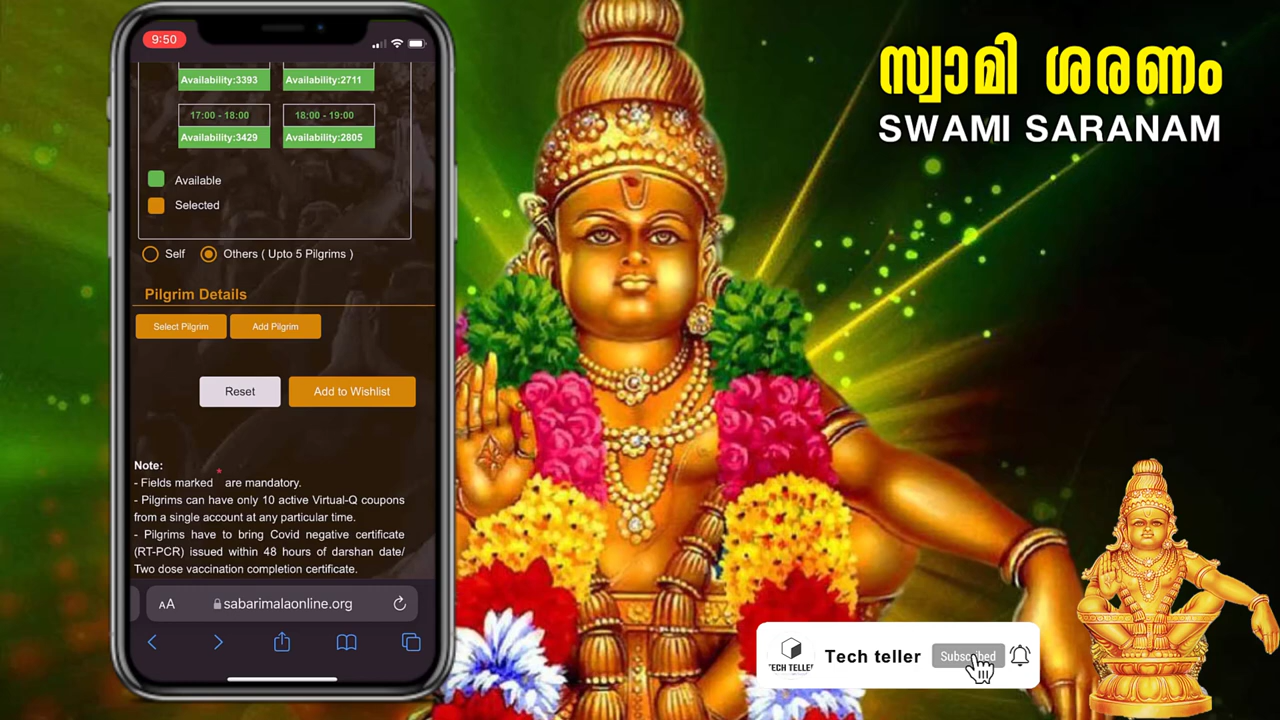 9:50
Availability:3393 Availability:2711
17:00 - 18:00 18:00 - 19:00
Availability:3429 Availability:2805
Available
Selected
Self Others ( Upto 5 Pilgrims )
Pilgrim Details
Select Pilgrim Add Pilgrim
Reset Add to Wishlist
Note:
- Fields marked * are mandatory.
- Pilgrims can have only 10 active Virtual-Q coupons
from a single account at any particular time.
- Pilgrims have to bring Covid negative certificate
(RT-PCR) issued within 48 hours of darshan date/
Two dose vaccination completion certificate.
AA sabarimalaonline.org
സ്വാമി ശരണം
SWAMI SARANAM
TECH TELLER
Tech teller Subscribed